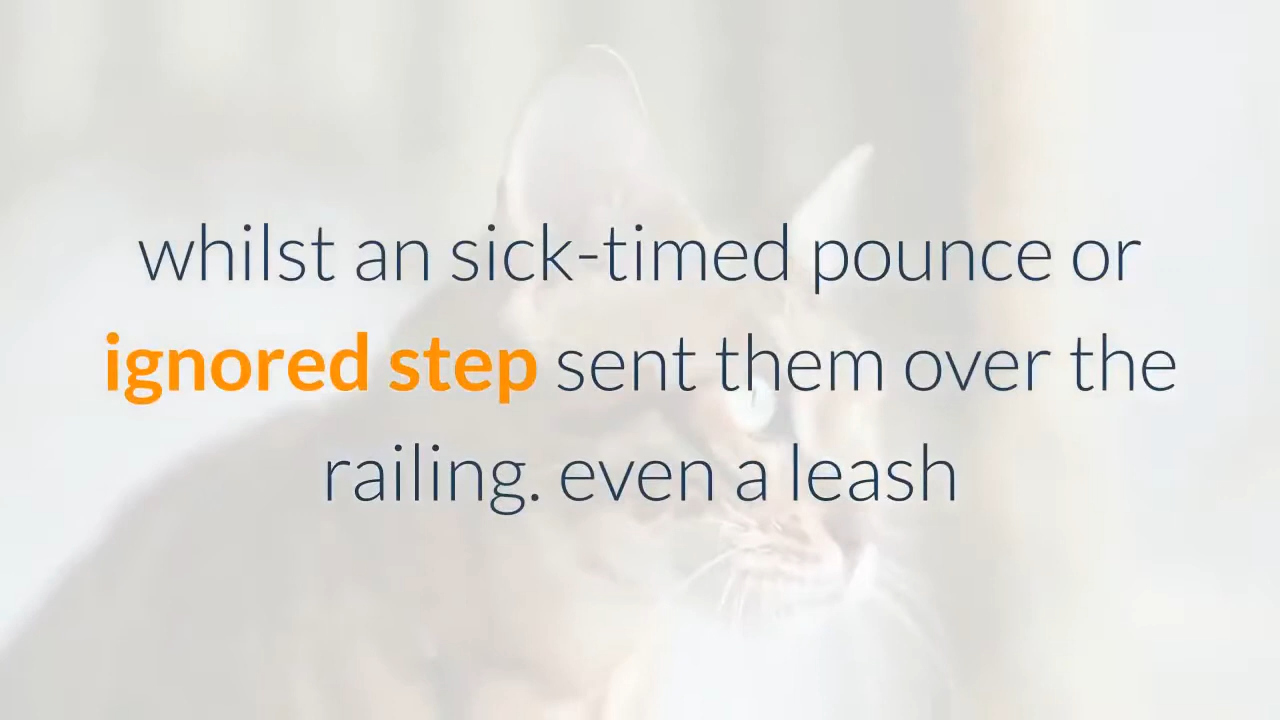 whilst an sick-timed pounce or
ignored step sent them over the
railing. even a leash